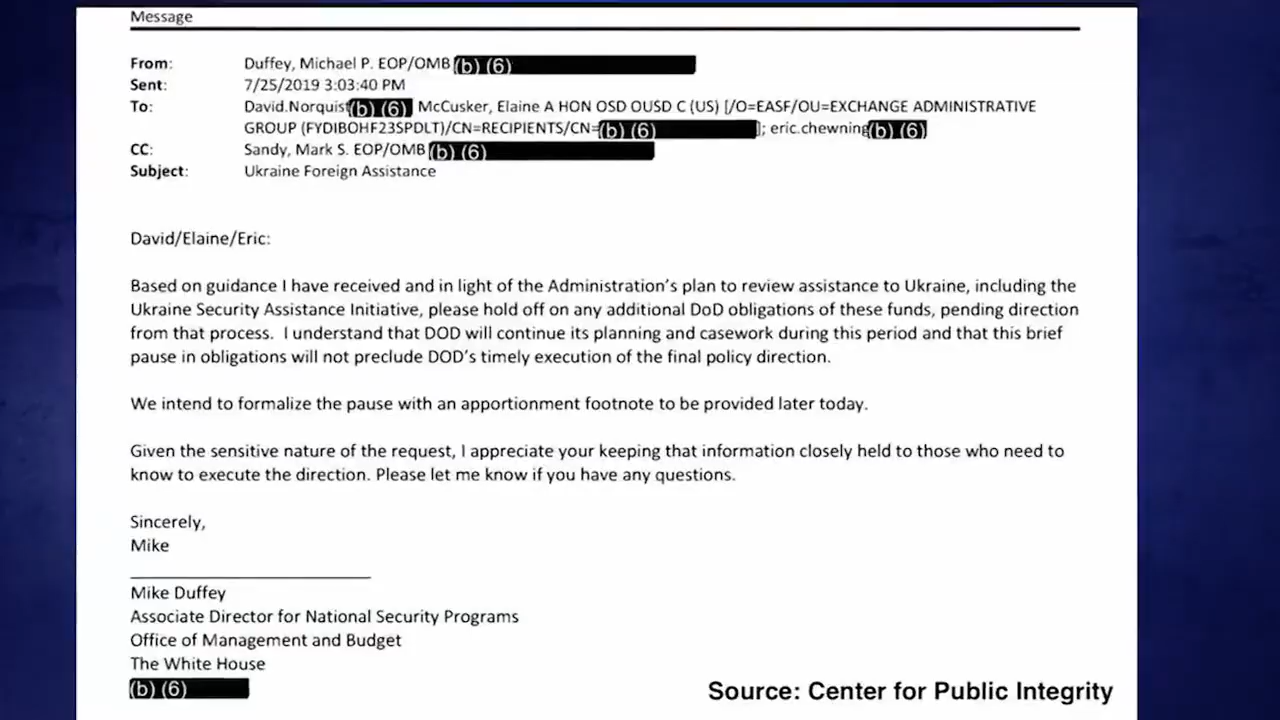 Message
From: Duffey, Michael P. EOP/OMB (b) (6)
Sent: 7/25/2019 3:03:40 PM
To: David.Norquist (b) (6) McCusker, Elaine A HON OSD OUSD C (US) [/O=EASF/OU=EXCHANGE ADMINISTRATIVE
GROUP (FYDIBOHF23SPDLT)/CN=RECIPIENTS/CN=(b) (6) ]; eric.chewning(b) (6)
CC: Sandy, Mark S. EOP/OMB (b) (6)
Subject: Ukraine Foreign Assistance
David/Elaine/Eric:
Based on guidance I have received and in light of the Administration's plan to review assistance to Ukraine, including the
Ukraine Security Assistance Initiative, please hold off on any additional DoD obligations of these funds, pending direction
from that process. I understand that DOD will continue its planning and casework during this period and that this brief
pause in obligations will not preclude DOD's timely execution of the final policy direction.
We intend to formalize the pause with an apportionment footnote to be provided later today.
Given the sensitive nature of the request, I appreciate your keeping that information closely held to those who need to
know to execute the direction. Please let me know if you have any questions.
Sincerely,
Mike
Mike Duffey
Associate Director for National Security Programs
Office of Management and Budget
The White House
(b) (6)
Source: Center for Public Integrity